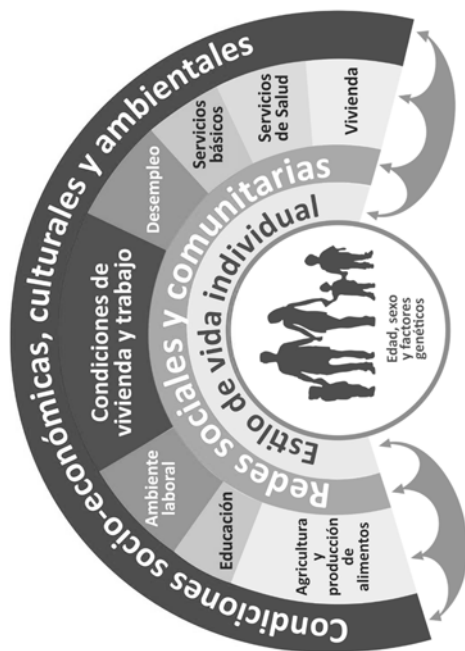 Condiciones socio-económicas, culturales y ambientales
Agricultura
y
producción
de
alimentos
Educación
Ambiente
laboral
Condiciones de
vivienda y trabajo
Desempleo
Servicios
básicos
Servicios
de Salud
Vivienda
Redes sociales y comunitarias
Estilo de vida individual
Edad, sexo
y factores
genéticos